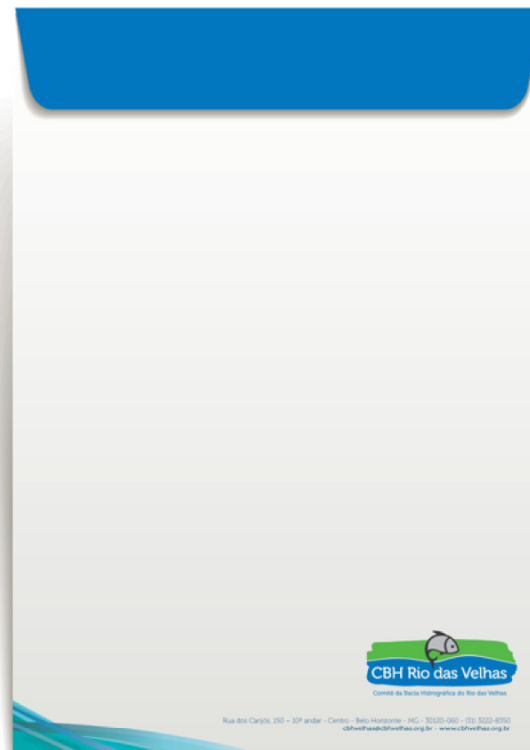 CBH Rio das Velhas
Comitê da Bacia Hidrográfica do Rio das Velhas
Rua dos Carijós, 150 - 10º andar - Centro - Belo Horizonte - MG - 30120-060 - (31) 3222-8350
cbhvelhas@cbhvelhas.org.br - www.cbhvelhas.org.br